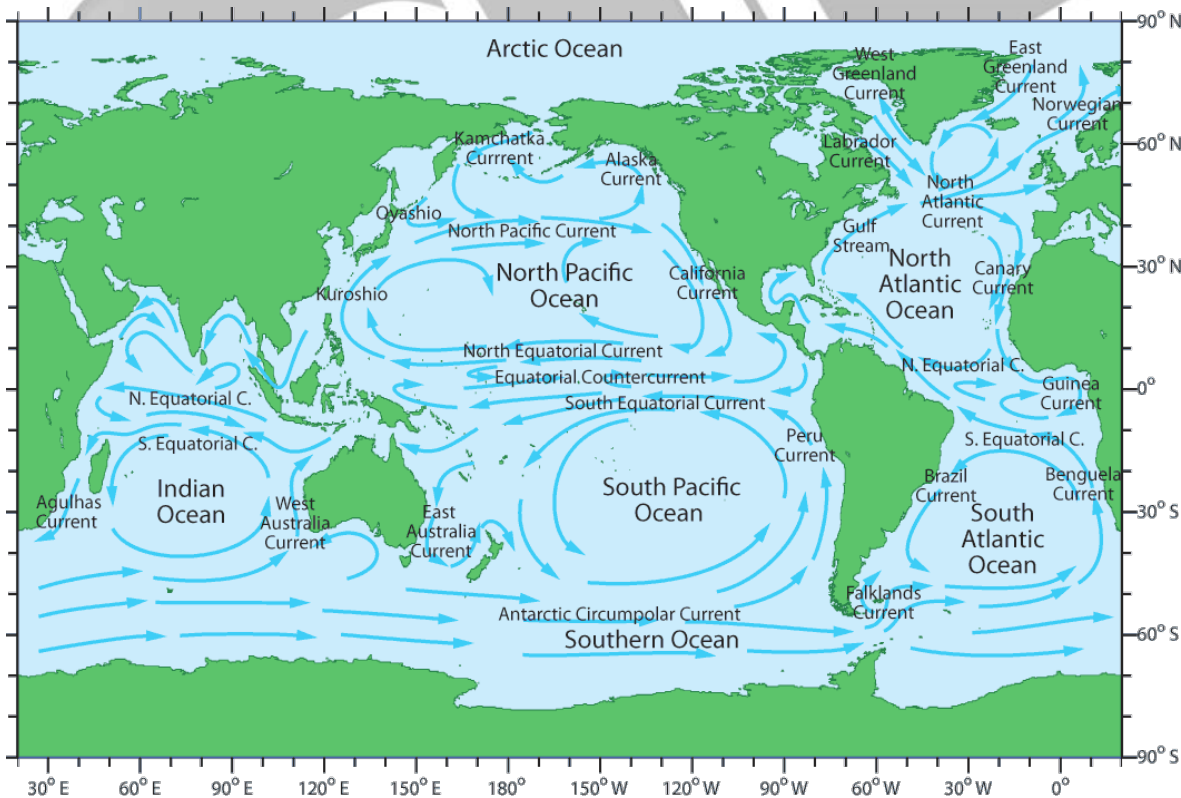 Arctic Ocean
West
Greenland
Current
East
Greenland
Current
Norwegian
Current
Kamchatka
Currrent
Alaska
Current
Labrador
Current
North
Atlantic
Current
Oyashio
North Pacific Current
Gulf
Stream
North
Atlantic
Ocean
Canary
Current
North Pacific
Ocean
California
Current
Kuroshio
North Equatorial Current
Equatorial.Countercurrent
South Equatorial Current
N. Equatorial C.
Guinea
Current
N. Equatorial C.
S. Equatorial C.
S. Equatorial C.
Peru
Current
Brazil
Current
Benguela
Current
Agulhas
Current
Indian
Ocean
West
Australia
Current
East
Australia
Current
South Pacific
Ocean
South
Atlantic
Ocean
Falklands
Current
Antarctic Circumpolar Current
Southern Ocean
90° N
60° N
30° N
0°
30° S
60° S
90° S
30° E
60° E
90° E
120° E
150° E
180°
150° W
120° W
90° W
60° W
30° W
0°